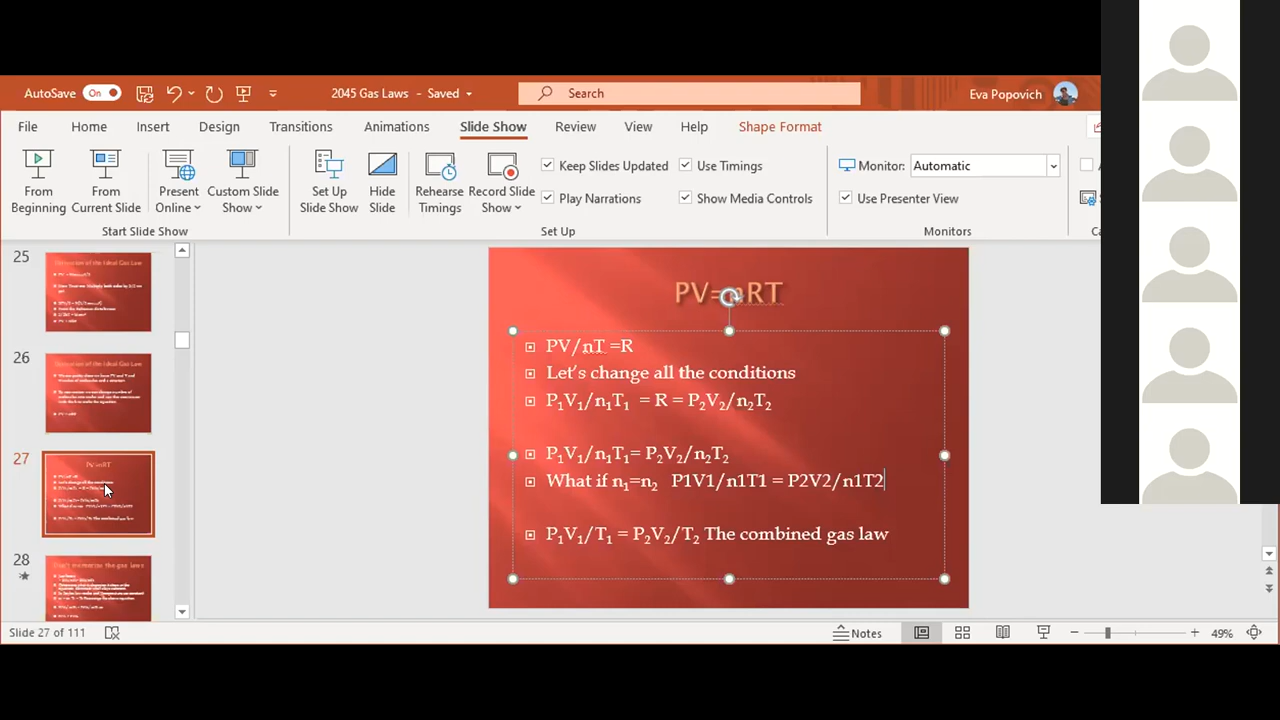 AutoSave On 2045 Gas Laws - Saved Search Eva Popovich
File Home Insert Design Transitions Animations Slide Show Review View Help Shape Format
From Beginning
From Current Slide
Present Online
Custom Slide Show
Set Up Slide Show
Hide Slide
Rehearse Timings
Record Slide Show
Keep Slides Updated
Use Timings
Play Narrations
Show Media Controls
Monitor: Automatic
Use Presenter View
Start Slide Show Set Up Monitors
25
26
27
28
PV=nRT
PV/nT =R
Let's change all the conditions
P₁V₁/n₁T₁ = R = P₂V₂/n₂T₂
P₁V₁/n₁T₁= P₂V₂/n₂T₂
What if n₁=n₂ P1V1/n1T1 = P2V2/n1T2
P₁V₁/T₁ = P₂V₂/T₂ The combined gas law
Slide 27 of 111 Notes 49%